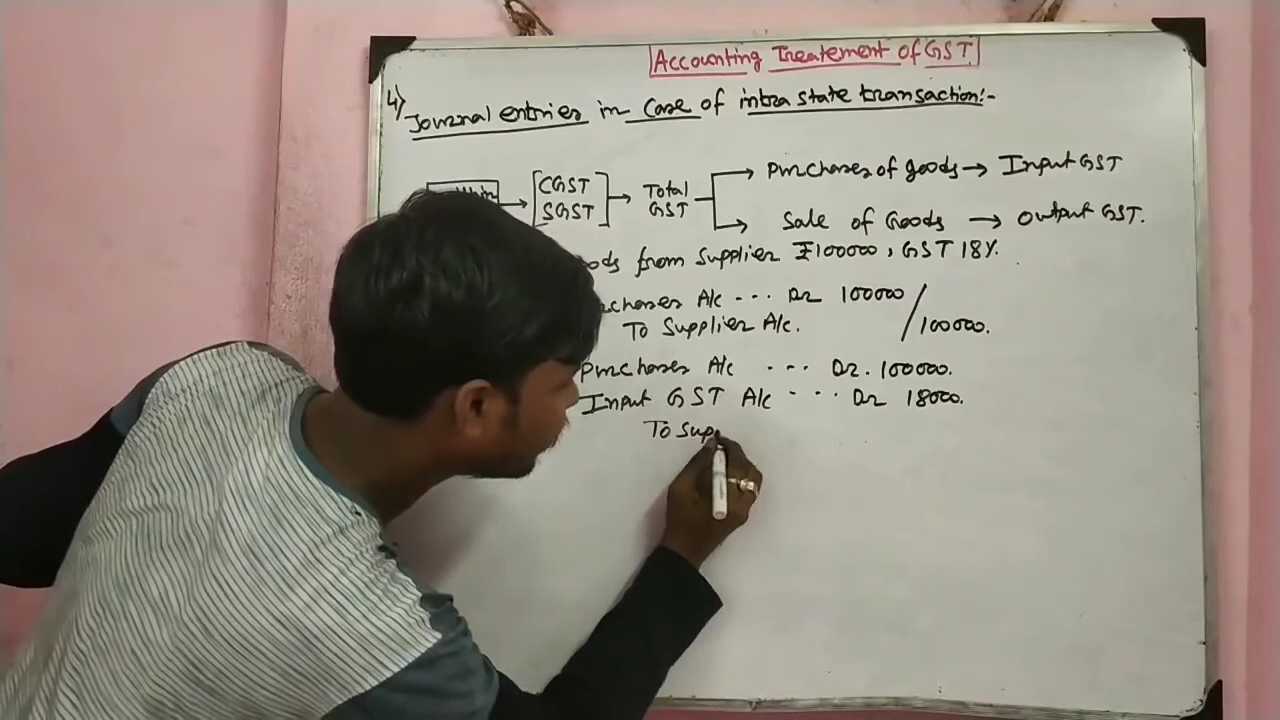 Accounting Treatement of GST
4) Journal entries in case of intra state transaction:-
CGST
SGST
Total GST
Purchases of goods → Input GST
Sale of Goods → Output GST.
from Supplier ₹100000, GST 18%.
A/c ... Dr 100000
To Supplier A/c. 100000.
Purchases A/c ... Dr. 100000.
Input GST A/c ... Dr 18000.
To Sup